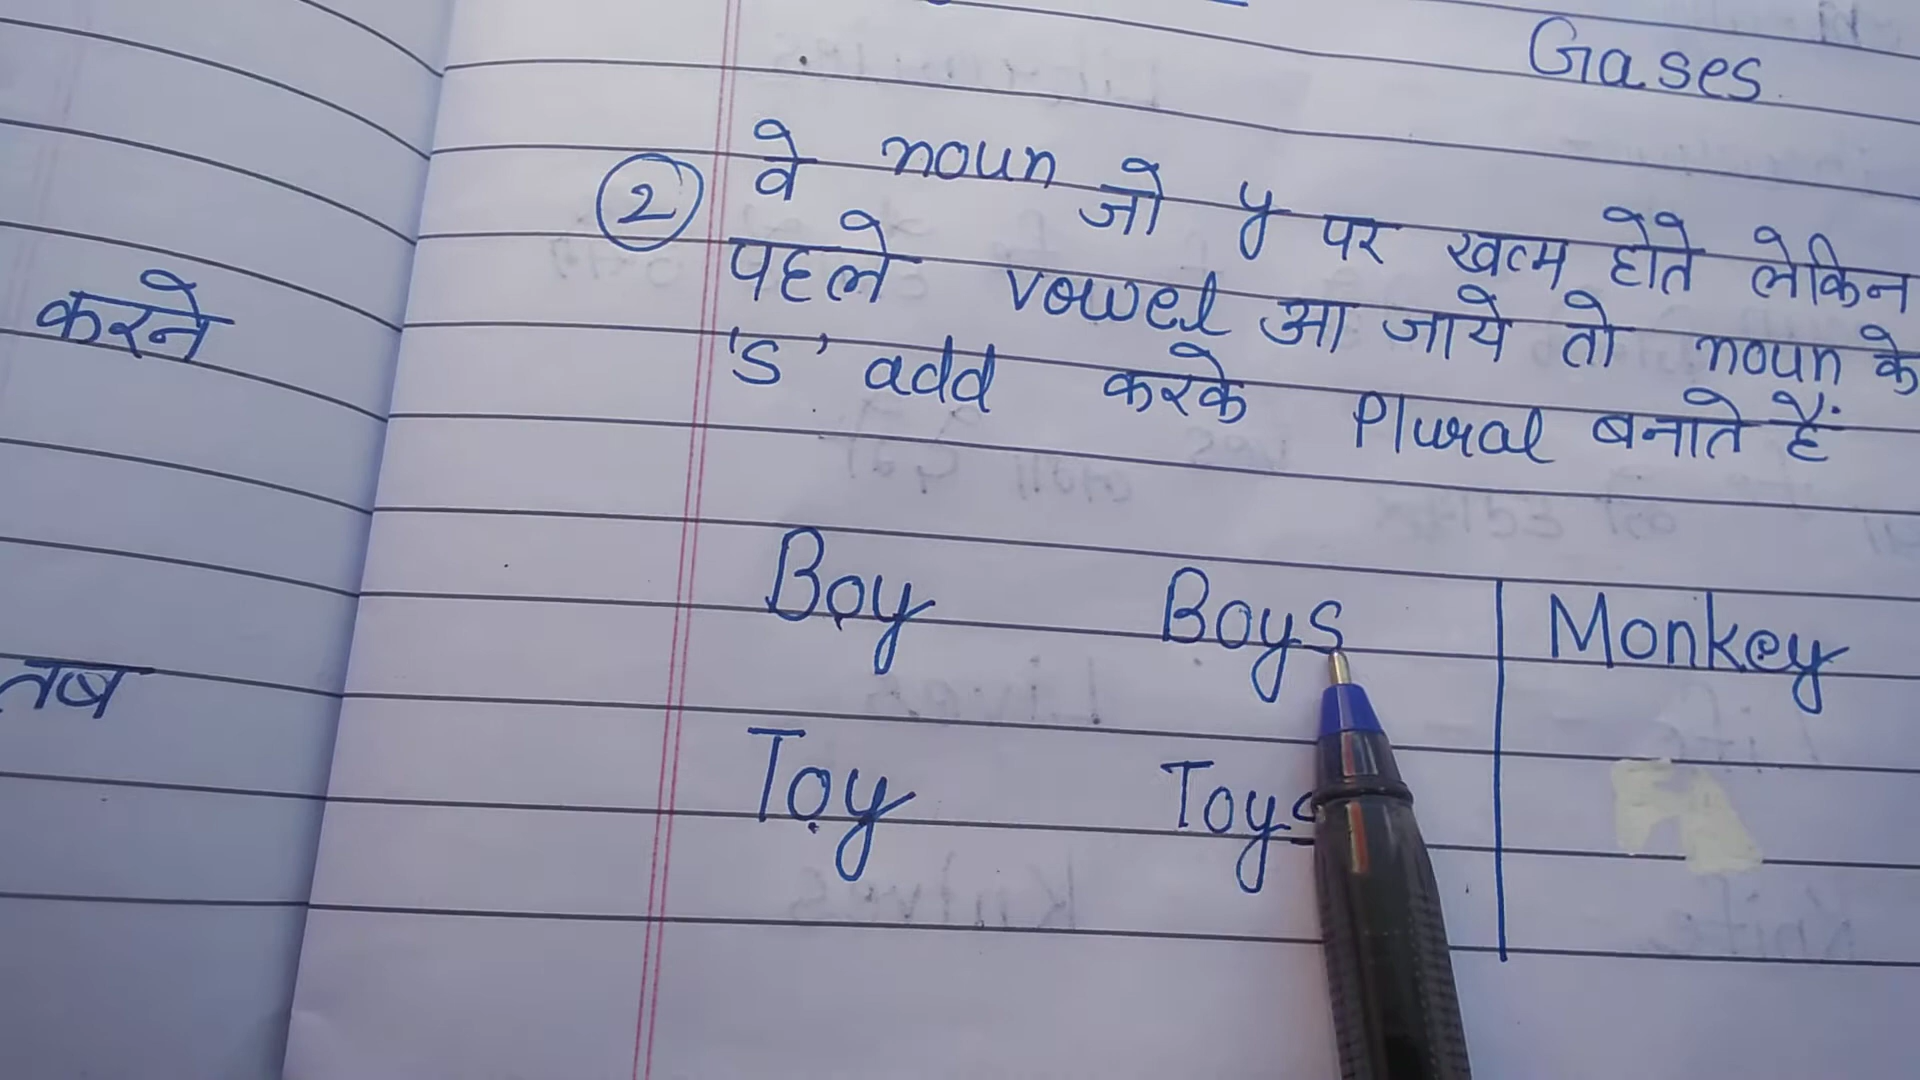 Gases
② वे noun जो y पर खत्म होते लेकिन
पहले vowel आ जाये तो noun के
's' add करके Plural बनाते हैं
करने
Boy Boys Monkey
तब
Toy Toys